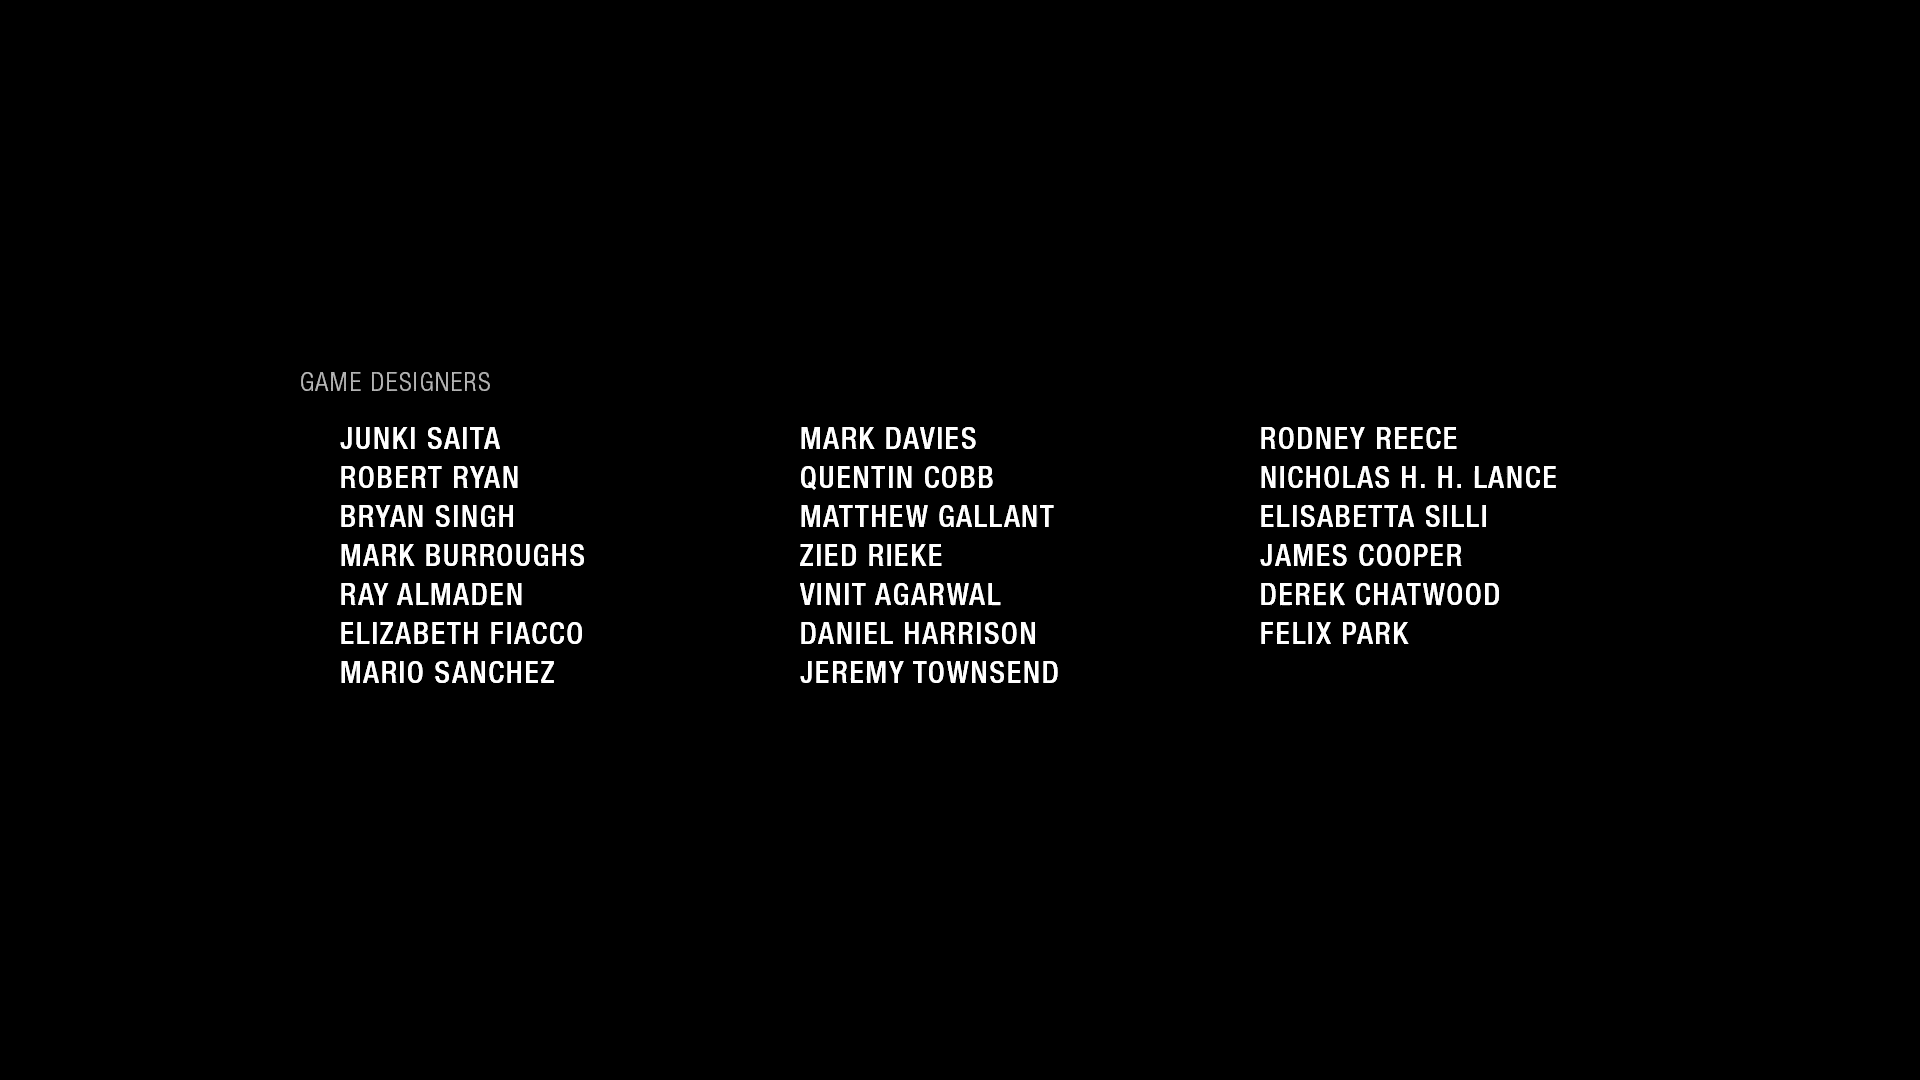 GAME DESIGNERS
JUNKI SAITA
ROBERT RYAN
BRYAN SINGH
MARK BURROUGHS
RAY ALMADEN
ELIZABETH FIACCO
MARIO SANCHEZ
MARK DAVIES
QUENTIN COBB
MATTHEW GALLANT
ZIED RIEKE
VINIT AGARWAL
DANIEL HARRISON
JEREMY TOWNSEND
RODNEY REECE
NICHOLAS H. H. LANCE
ELISABETTA SILLI
JAMES COOPER
DEREK CHATWOOD
FELIX PARK